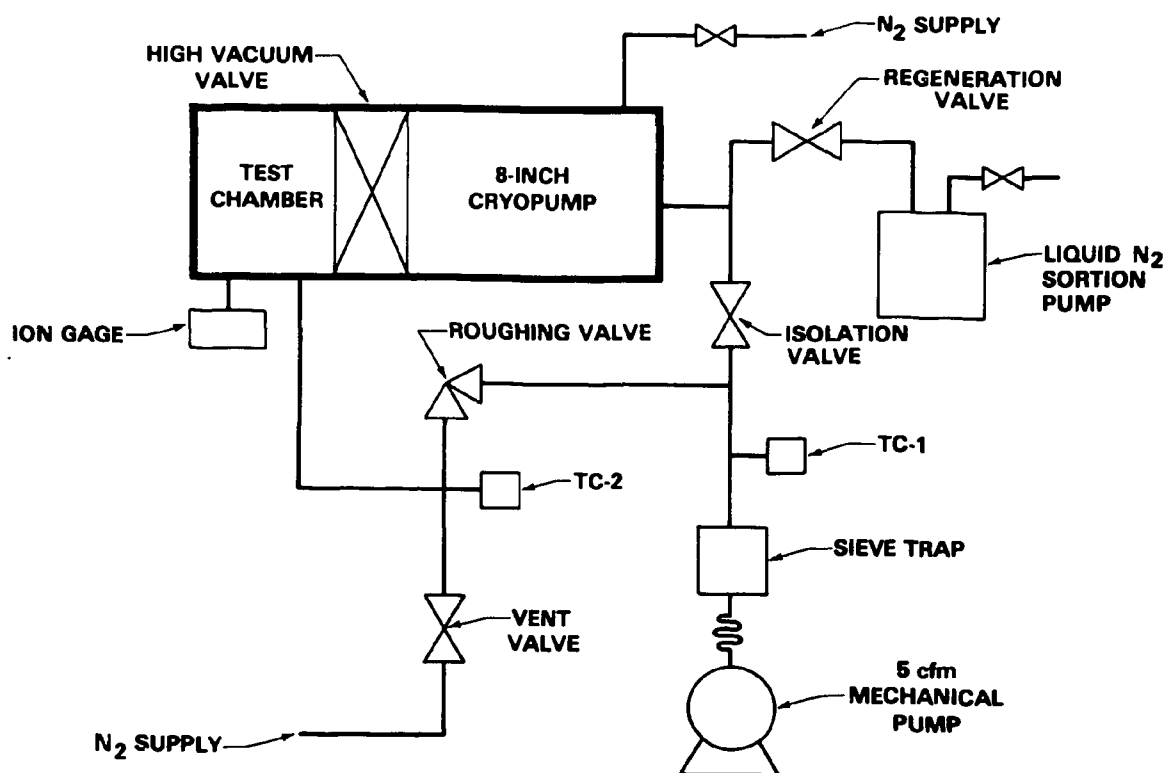 N2 SUPPLY
HIGH VACUUM
VALVE
REGENERATION
VALVE
TEST
CHAMBER
8-INCH
CRYOPUMP
LIQUID N2
SORTION
PUMP
ION GAGE
ROUGHING VALVE
ISOLATION
VALVE
TC-1
TC-2
SIEVE TRAP
VENT
VALVE
5 cfm
MECHANICAL
PUMP
N2 SUPPLY